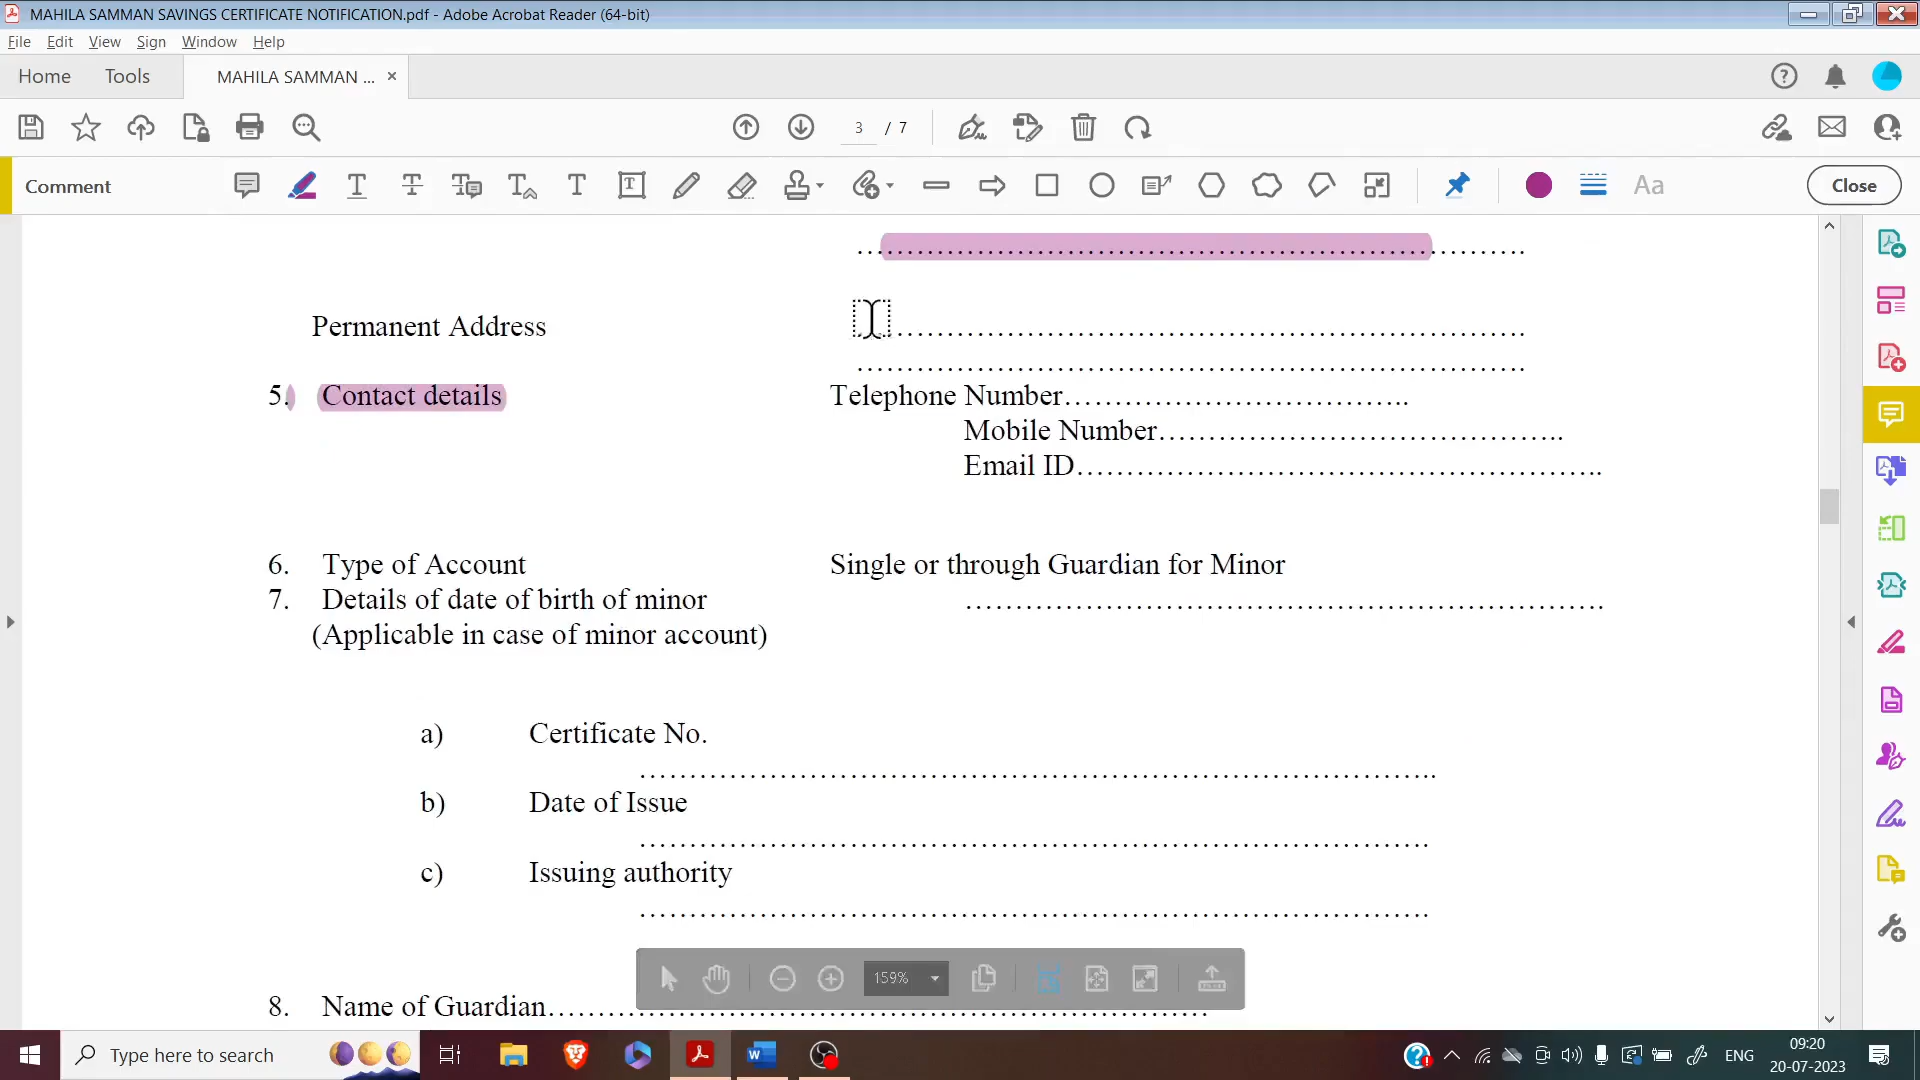 MAHILA SAMMAN SAVINGS CERTIFICATE NOTIFICATION.pdf - Adobe Acrobat Reader (64-bit)
File Edit View Sign Window Help
Home Tools MAHILA SAMMAN ... ×
3 / 7
Comment Aa Close
..............................................................................
Permanent Address ..............................................................................
..............................................................................
5. Contact details Telephone Number......................................
Mobile Number..............................................
Email ID...........................................................
6. Type of Account Single or through Guardian for Minor
7. Details of date of birth of minor ..........................................................................
(Applicable in case of minor account)
a) Certificate No.
..............................................................................
b) Date of Issue
..............................................................................
c) Issuing authority
..............................................................................
159%
8. Name of Guardian..............................................................................
Type here to search
ENG
09:20
20-07-2023